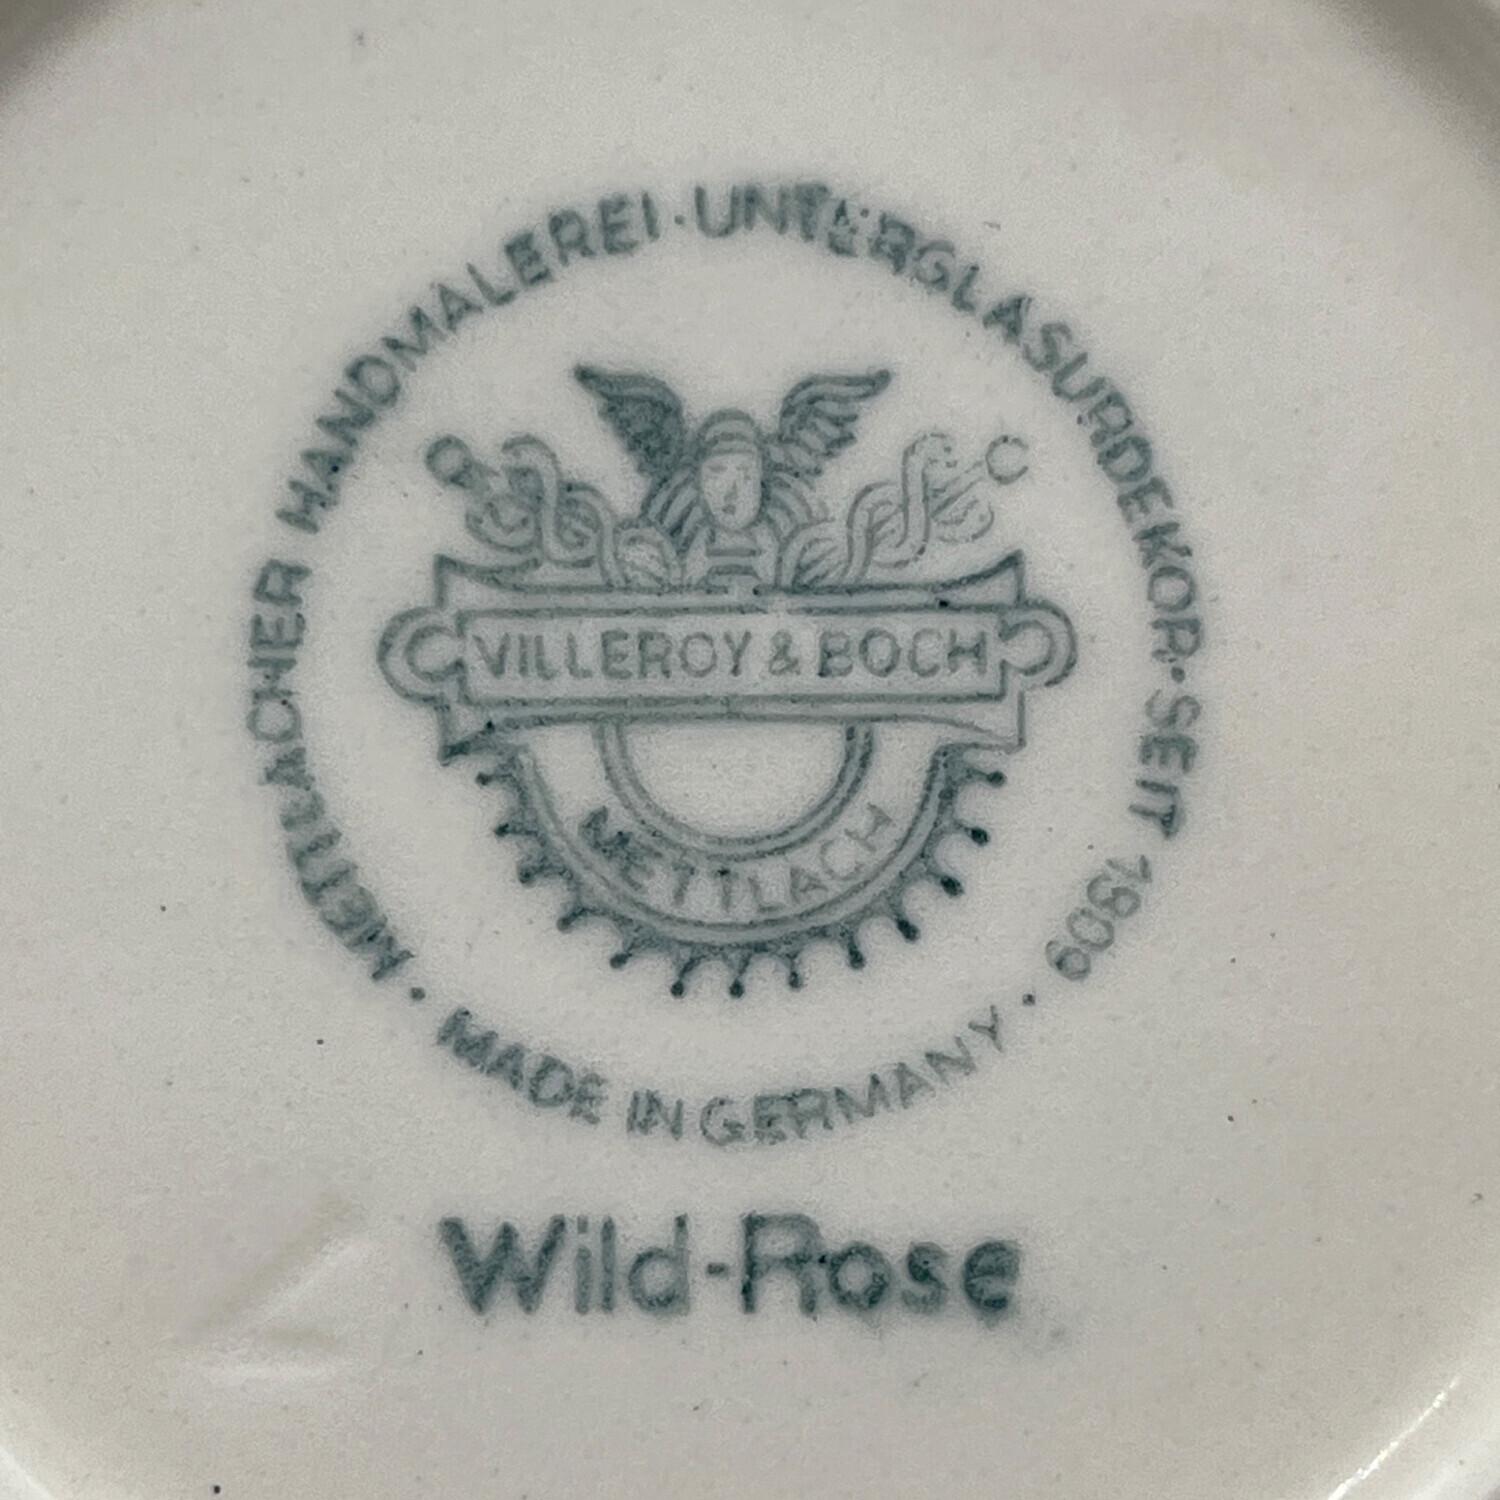 METTLACHER HANDMALEREI · UNTERGLASURDEKOR · SEIT 1809 · MADE IN GERMANY ·
VILLEROY & BOCH
METTLACH
Wild-Rose